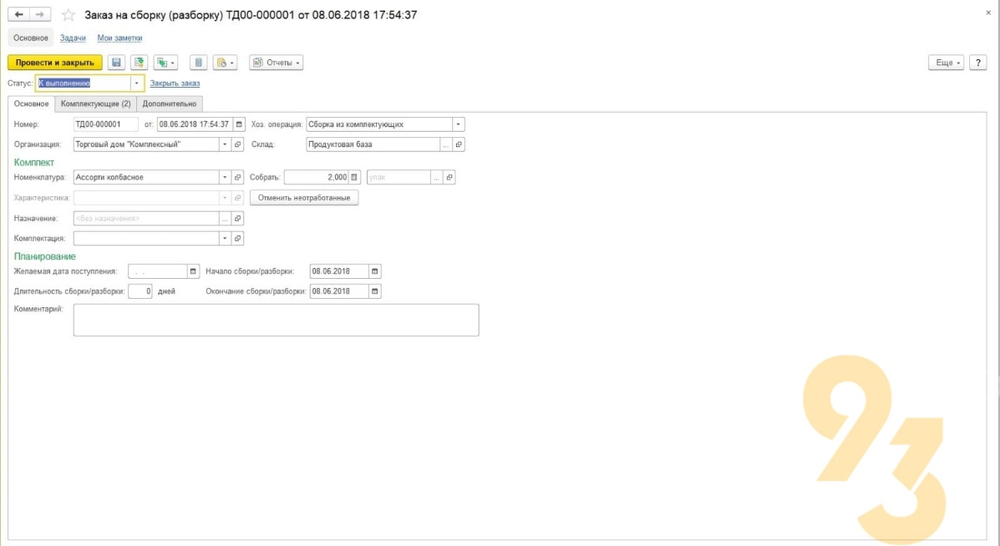 Заказ на сборку (разборку) ТД00-000001 от 08.06.2018 17:54:37
Основное Задачи Мои заметки
Провести и закрыть Отчеты Еще ?
Статус: К выполнению Закрыть заказ
Основное Комплектующие (2) Дополнительно
Номер: ТД00-000001 от: 08.06.2018 17:54:37 Хоз. операция: Сборка из комплектующих
Организация: Торговый дом "Комплексный" Склад: Продуктовая база
Комплект
Номенклатура: Ассорти колбасное Собрать: 2,000 упак
Характеристика: Отменить неотработанные
Назначение: <без назначения>
Комплектация:
Планирование
Желаемая дата поступления: . . Начало сборки/разборки: 08.06.2018
Длительность сборки/разборки: 0 дней Окончание сборки/разборки: 08.06.2018
Комментарий:
93